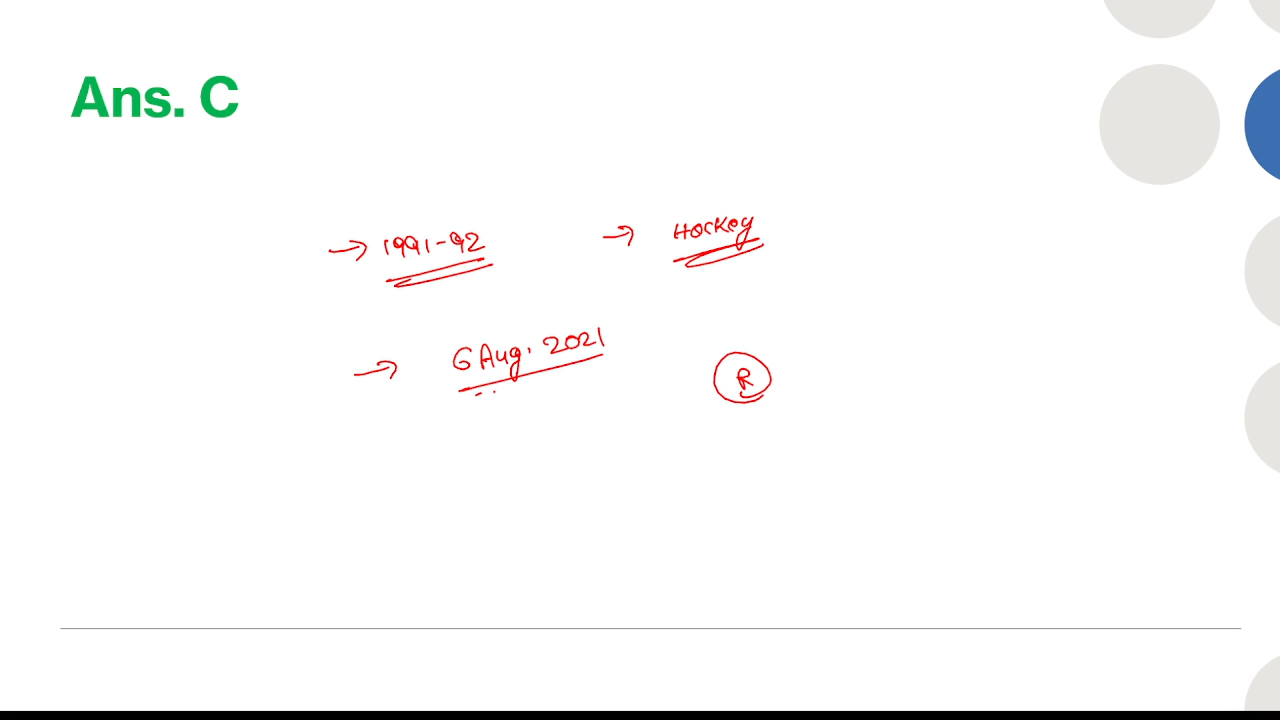 Ans. C
→ 1991-92 → Hockey
→ 6 Aug. 2021 R